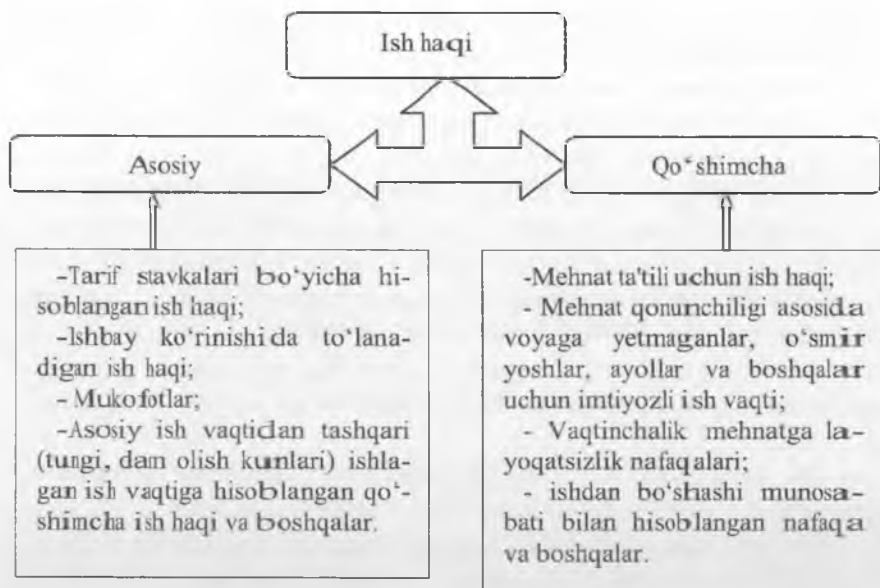 Ish haqi
Asosiy
Qo‘shimcha
-Tarif stavkalari bo‘yicha hi-
soblangan ish haqi;
-Ishbay ko‘rinishida to‘lana-
digan ish haqi;
- Mukofotlar;
-Asosiy ish vaqtidan tashqari
(tungi, dam olish kunlari) ishla-
gan ish vaqtiga hisoblangan qo‘-
shimcha ish haqi va boshqalar.
-Mehnat ta'tili uchun ish haqi;
- Mehnat qonunchiligi asosida
voyaga yetmaganlar, o‘smir
yoshlar, ayollar va boshqalar
uchun imtiyozli ish vaqti;
- Vaqtinchalik mehnatga la-
yoqatsizlik nafaqalari;
- ishdan bo‘shashi munosa-
bati bilan hisoblangan nafaqa
va boshqalar.